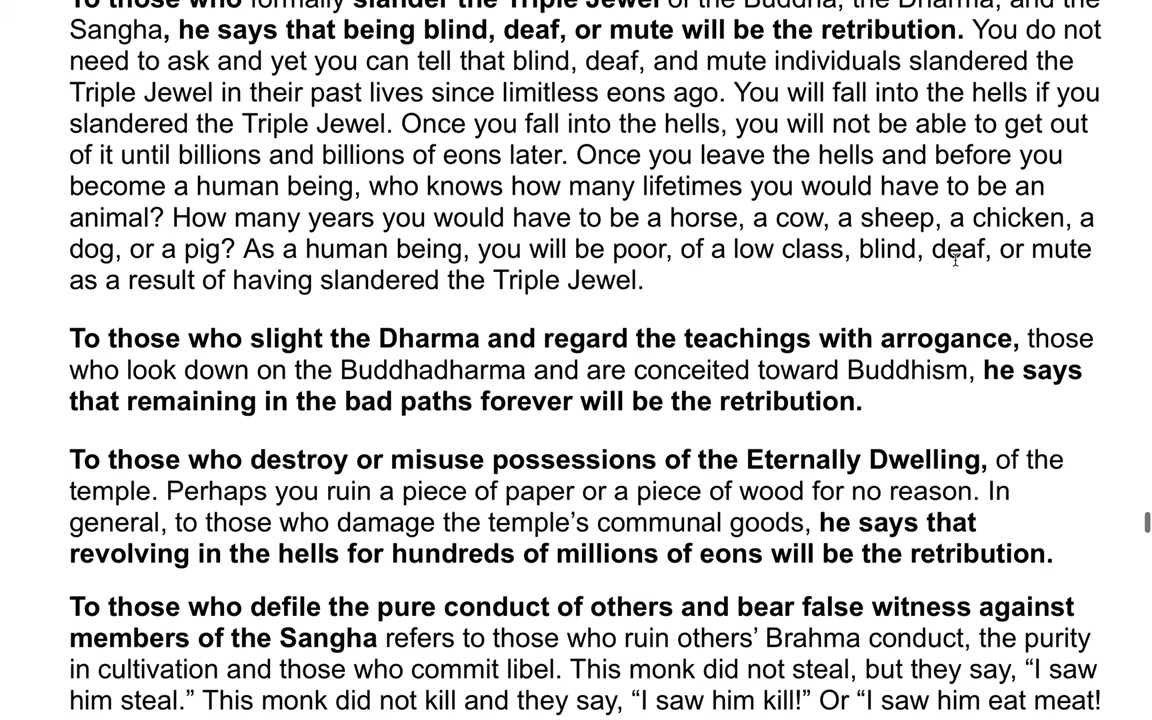 To those who formally slander the Triple Jewel of the Buddha, the Dharma, and the
Sangha, he says that being blind, deaf, or mute will be the retribution. You do not
need to ask and yet you can tell that blind, deaf, and mute individuals slandered the
Triple Jewel in their past lives since limitless eons ago. You will fall into the hells if you
slandered the Triple Jewel. Once you fall into the hells, you will not be able to get out
of it until billions and billions of eons later. Once you leave the hells and before you
become a human being, who knows how many lifetimes you would have to be an
animal? How many years you would have to be a horse, a cow, a sheep, a chicken, a
dog, or a pig? As a human being, you will be poor, of a low class, blind, deaf, or mute
as a result of having slandered the Triple Jewel.
To those who slight the Dharma and regard the teachings with arrogance, those
who look down on the Buddhadharma and are conceited toward Buddhism, he says
that remaining in the bad paths forever will be the retribution.
To those who destroy or misuse possessions of the Eternally Dwelling, of the
temple. Perhaps you ruin a piece of paper or a piece of wood for no reason. In
general, to those who damage the temple’s communal goods, he says that
revolving in the hells for hundreds of millions of eons will be the retribution.
To those who defile the pure conduct of others and bear false witness against
members of the Sangha refers to those who ruin others’ Brahma conduct, the purity
in cultivation and those who commit libel. This monk did not steal, but they say, “I saw
him steal.” This monk did not kill and they say, “I saw him kill!” Or “I saw him eat meat!